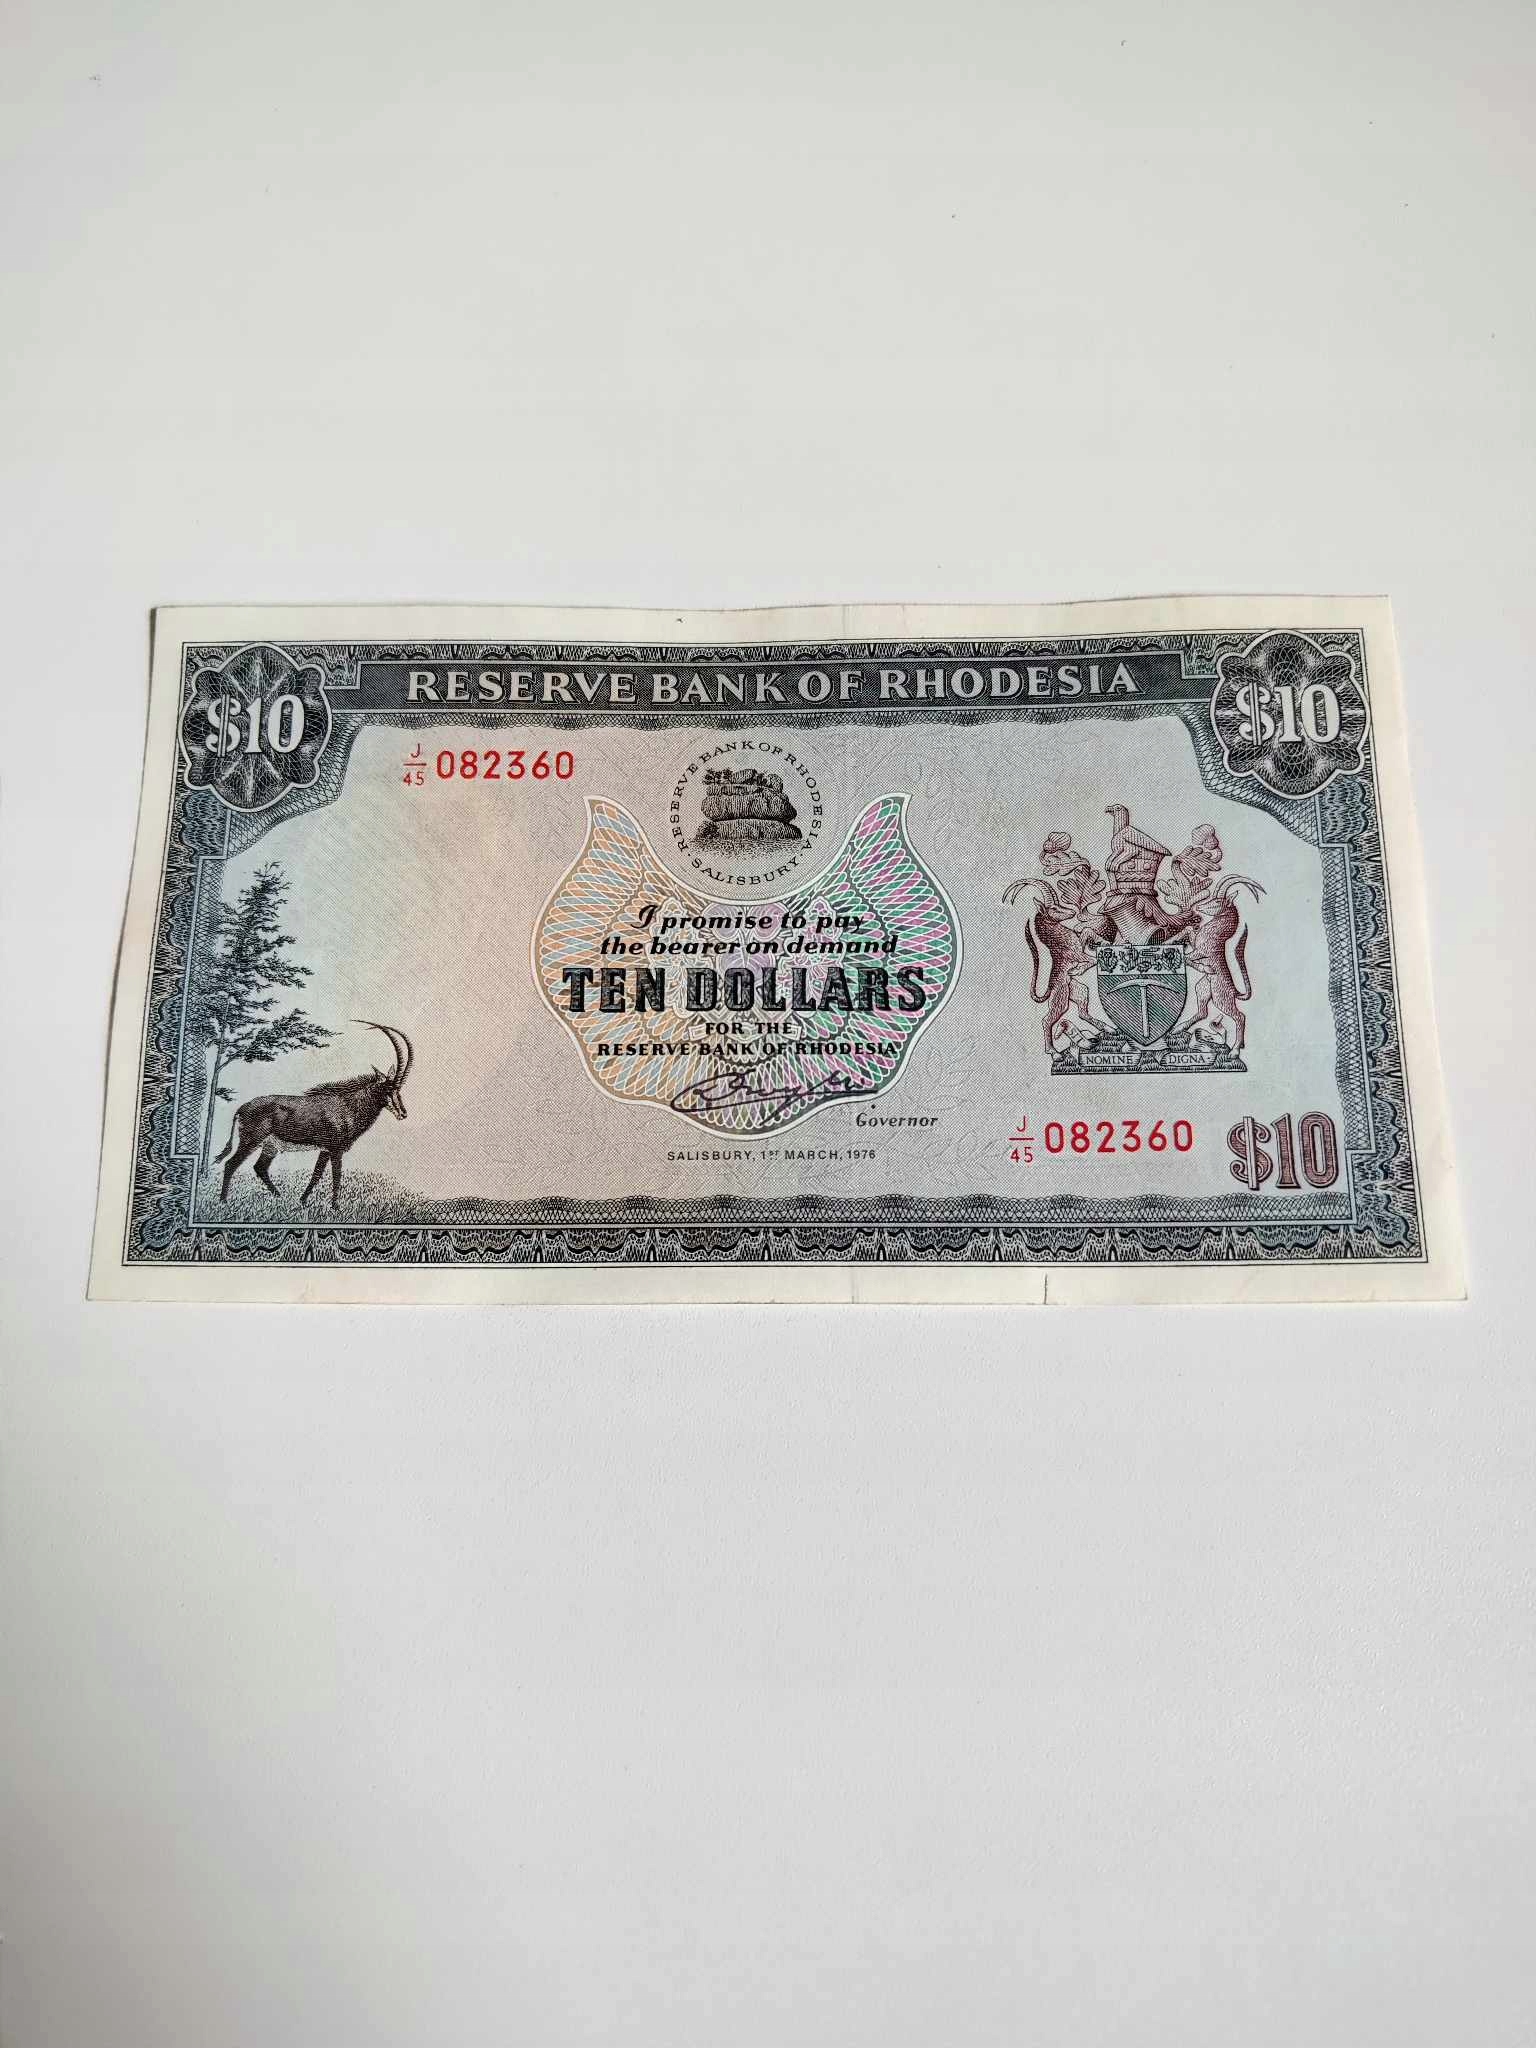 RESERVE BANK OF RHODESIA
$10
$10
J/45 082360
RESERVE BANK OF RHODESIA · SALISBURY ·
I promise to pay
the bearer on demand
TEN DOLLARS
FOR THE
RESERVE BANK OF RHODESIA
Governor
SALISBURY, 1ST MARCH, 1976
NOMINE DIGNA
J/45 082360
$10